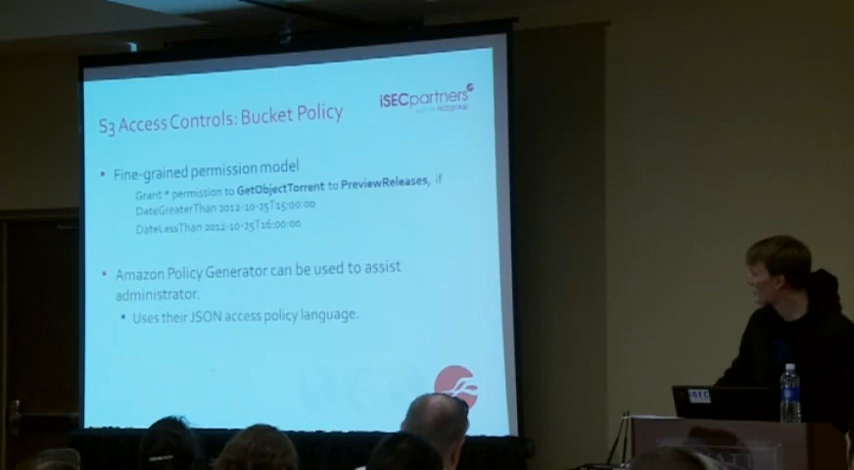 S3 Access Controls: Bucket Policy
iSECpartners
• Fine-grained permission model
Grant * permission to GetObjectTorrent to PreviewReleases, if
DateGreaterThan 2012-10-25T15:00:00
DateLessThan 2012-10-25T16:00:00
• Amazon Policy Generator can be used to assist
administrator.
• Uses their JSON access policy language.
iSEC